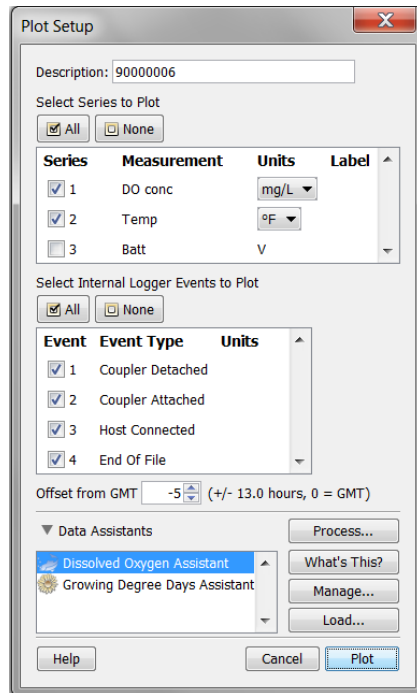 Plot Setup
Description: 90000006
Select Series to Plot
All None
Series Measurement Units Label
1 DO conc mg/L
2 Temp °F
3 Batt V
Select Internal Logger Events to Plot
All None
Event Event Type Units
1 Coupler Detached
2 Coupler Attached
3 Host Connected
4 End Of File
Offset from GMT -5 (+/- 13.0 hours, 0 = GMT)
Data Assistants Process...
Dissolved Oxygen Assistant What's This?
Growing Degree Days Assistant Manage...
Load...
Help Cancel Plot